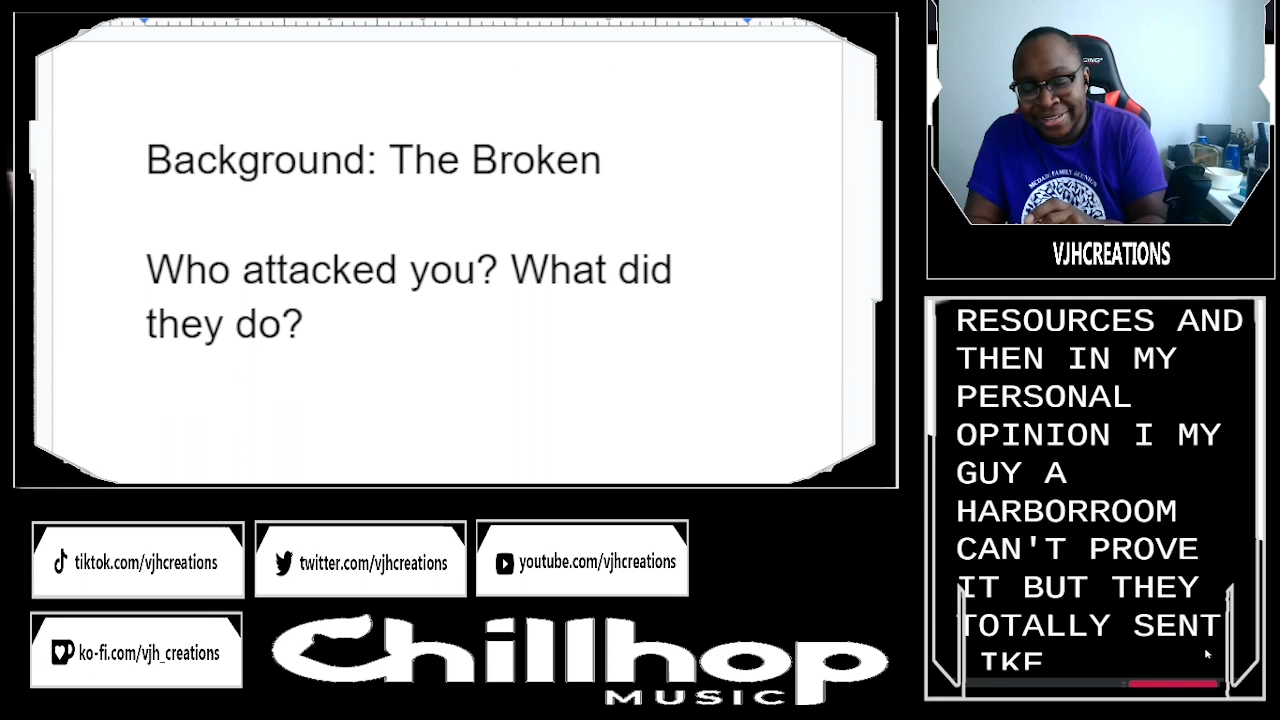 Background: The Broken
Who attacked you? What did
they do?
VJHCREATIONS
RESOURCES AND
THEN IN MY
PERSONAL
OPINION I MY
GUY A
HARBORROOM
CAN'T PROVE
IT BUT THEY
TOTALLY SENT
tiktok.com/vjhcreations
twitter.com/vjhcreations
youtube.com/vjhcreations
ko-fi.com/vjh_creations
Chillhop
MUSIC